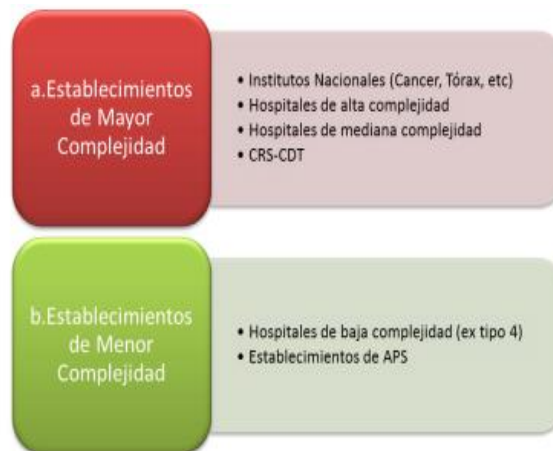 a.Establecimientos
de Mayor
Complejidad
• Institutos Nacionales (Cancer, Tórax, etc)
• Hospitales de alta complejidad
• Hospitales de mediana complejidad
• CRS-CDT
b.Establecimientos
de Menor
Complejidad
• Hospitales de baja complejidad (ex tipo 4)
• Establecimientos de APS